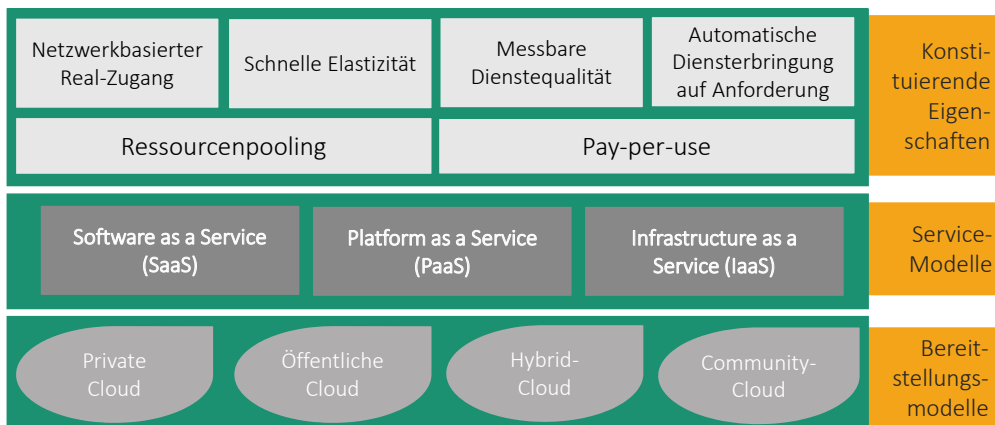 Netzwerkbasierter
Real-Zugang
Schnelle Elastizität
Messbare
Dienstequalität
Automatische
Diensterbringung
auf Anforderung
Konsti-
tuierende
Eigen-
schaften
Ressourcenpooling
Pay-per-use
Software as a Service
(SaaS)
Platform as a Service
(PaaS)
Infrastructure as a
Service (IaaS)
Service-
Modelle
Private
Cloud
Öffentliche
Cloud
Hybrid-
Cloud
Community-
Cloud
Bereit-
stellungs-
modelle